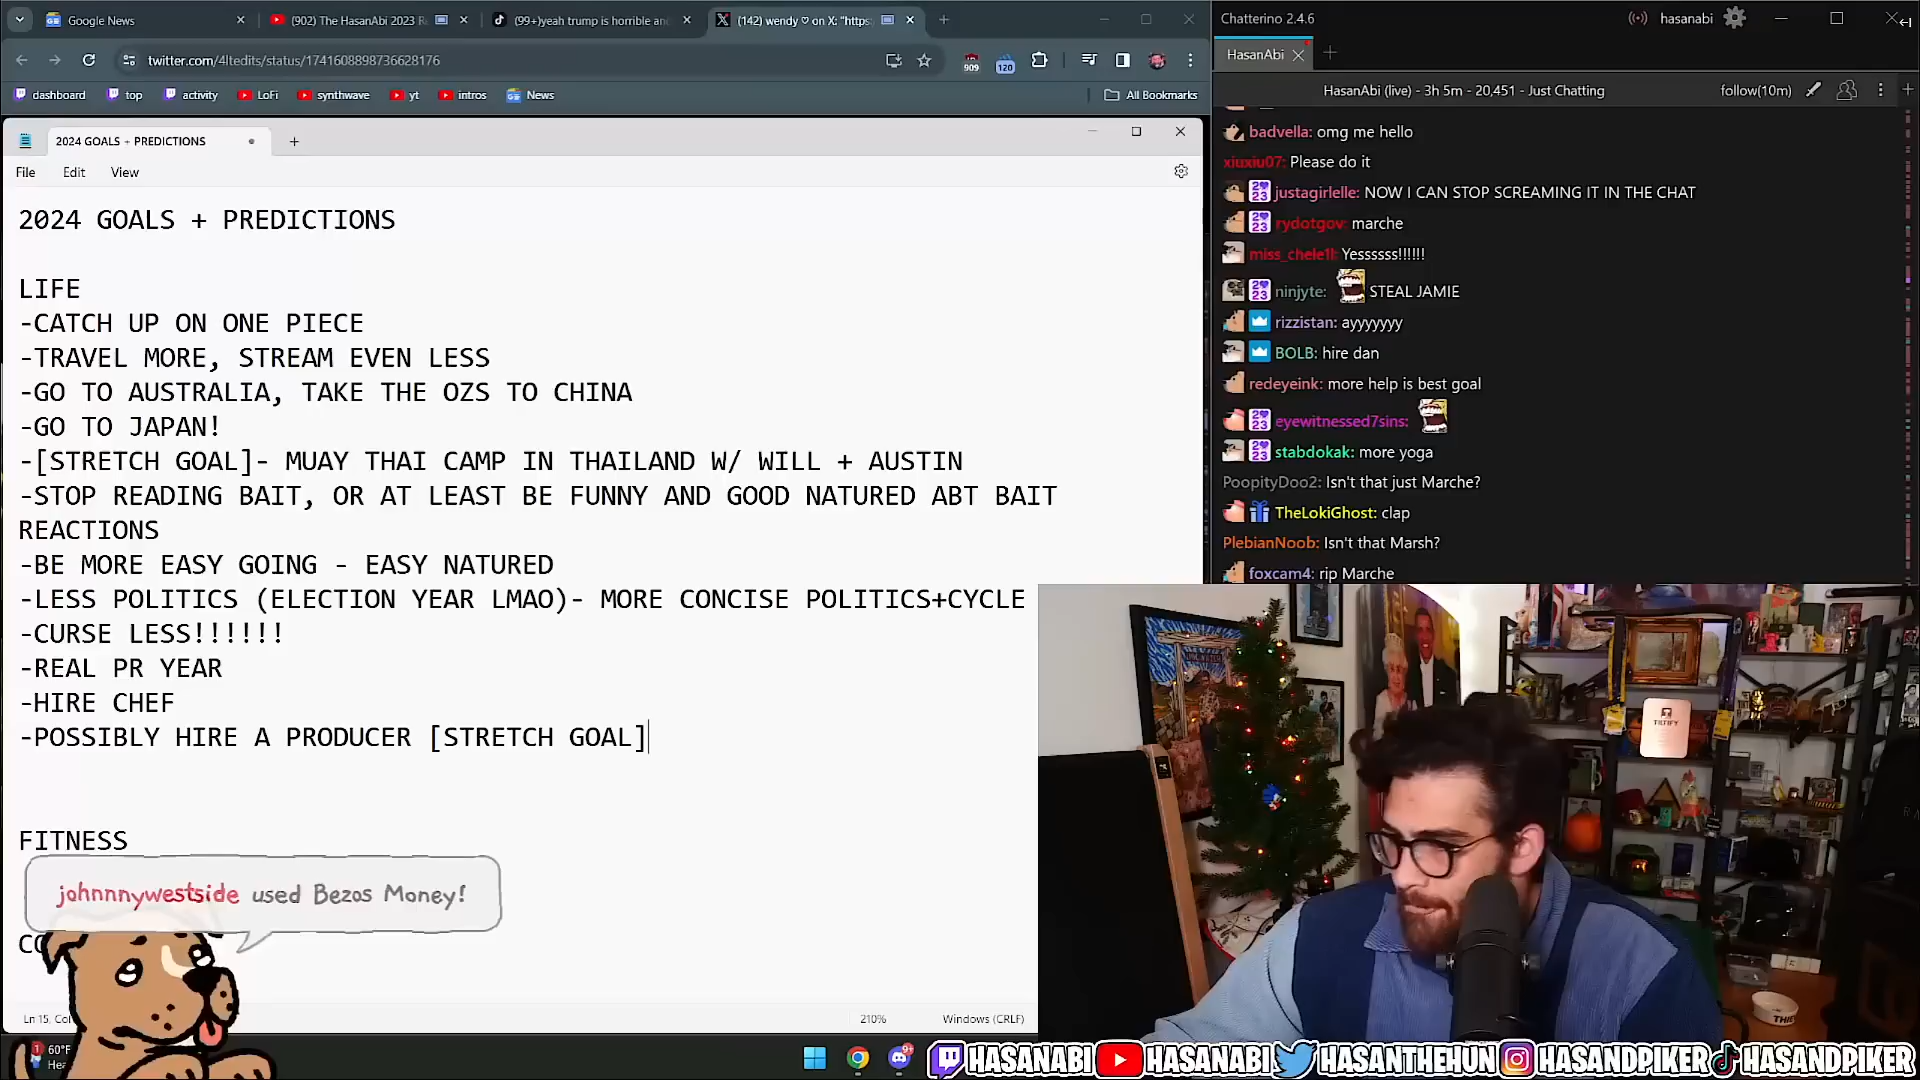 Google News
(902) The HasanAbi 2023 R
(99+)yeah trump is horrible an
(142) wendy ♡ on X: "https:
twitter.com/4ltedits/status/1741608898736628176
909
120
dashboard
top
activity
LoFi
synthwave
yt
intros
News
All Bookmarks
2024 GOALS + PREDICTIONS
File
Edit
View
2024 GOALS + PREDICTIONS
LIFE
-CATCH UP ON ONE PIECE
-TRAVEL MORE, STREAM EVEN LESS
-GO TO AUSTRALIA, TAKE THE OZS TO CHINA
-GO TO JAPAN!
-[STRETCH GOAL]- MUAY THAI CAMP IN THAILAND W/ WILL + AUSTIN
-STOP READING BAIT, OR AT LEAST BE FUNNY AND GOOD NATURED ABT BAIT
REACTIONS
-BE MORE EASY GOING - EASY NATURED
-LESS POLITICS (ELECTION YEAR LMAO)- MORE CONCISE POLITICS+CYCLE
-CURSE LESS!!!!!!
-REAL PR YEAR
-HIRE CHEF
-POSSIBLY HIRE A PRODUCER [STRETCH GOAL]
FITNESS
johnnnywestside used Bezos Money!
Ln 15, Co
210%
Windows (CRLF)
1
60°F
9+
Chatterino 2.4.6
hasanabi
HasanAbi
HasanAbi (live) - 3h 5m - 20,451 - Just Chatting
follow(10m)
badvella: omg me hello
xiuxiu07: Please do it
justagirlelle: NOW I CAN STOP SCREAMING IT IN THE CHAT
rydotgov: marche
miss_chele1l: Yessssss!!!!!!
ninjyte: STEAL JAMIE
rizzistan: ayyyyyyy
BOLB: hire dan
redeyeink: more help is best goal
eyewitnessed7sins:
stabdokak: more yoga
PoopityDoo2: Isn't that just Marche?
TheLokiGhost: clap
PlebianNoob: Isn't that Marsh?
foxcam4: rip Marche
TILTIFY
HASANABI
HASANABI
HASANTHEHUN
HASANDPIKER
HASANDPIKER